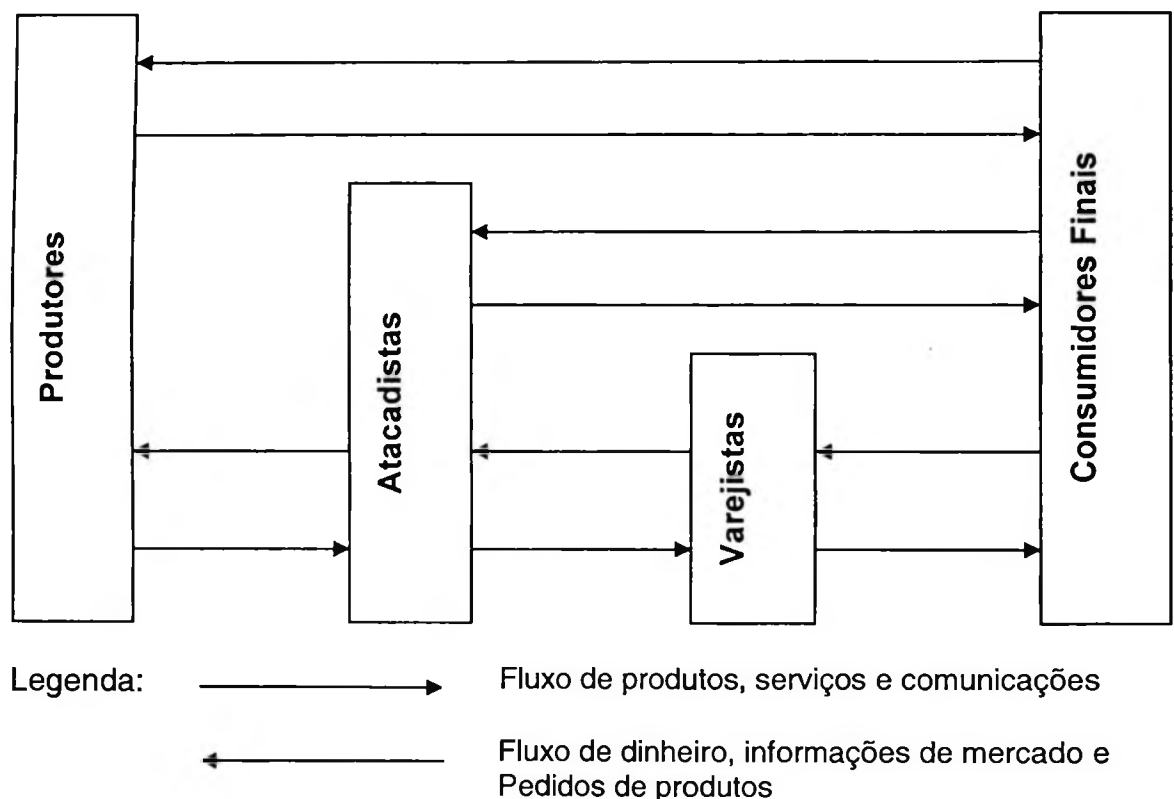 Produtores
Atacadistas
Varejistas
Consumidores Finais
Legenda:
Fluxo de produtos, serviços e comunicações
Fluxo de dinheiro, informações de mercado e
Pedidos de produtos